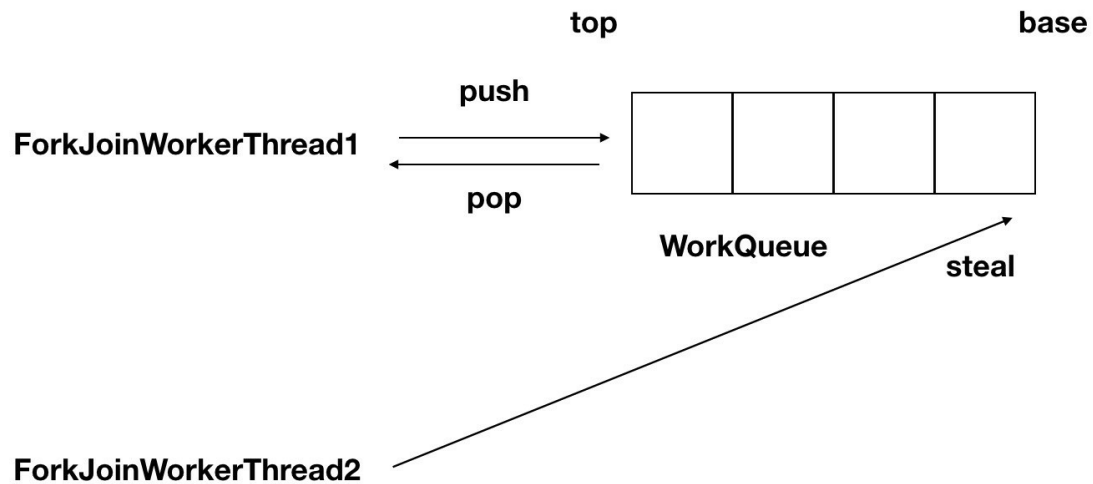 top
base
push
ForkJoinWorkerThread1
pop
WorkQueue
steal
ForkJoinWorkerThread2